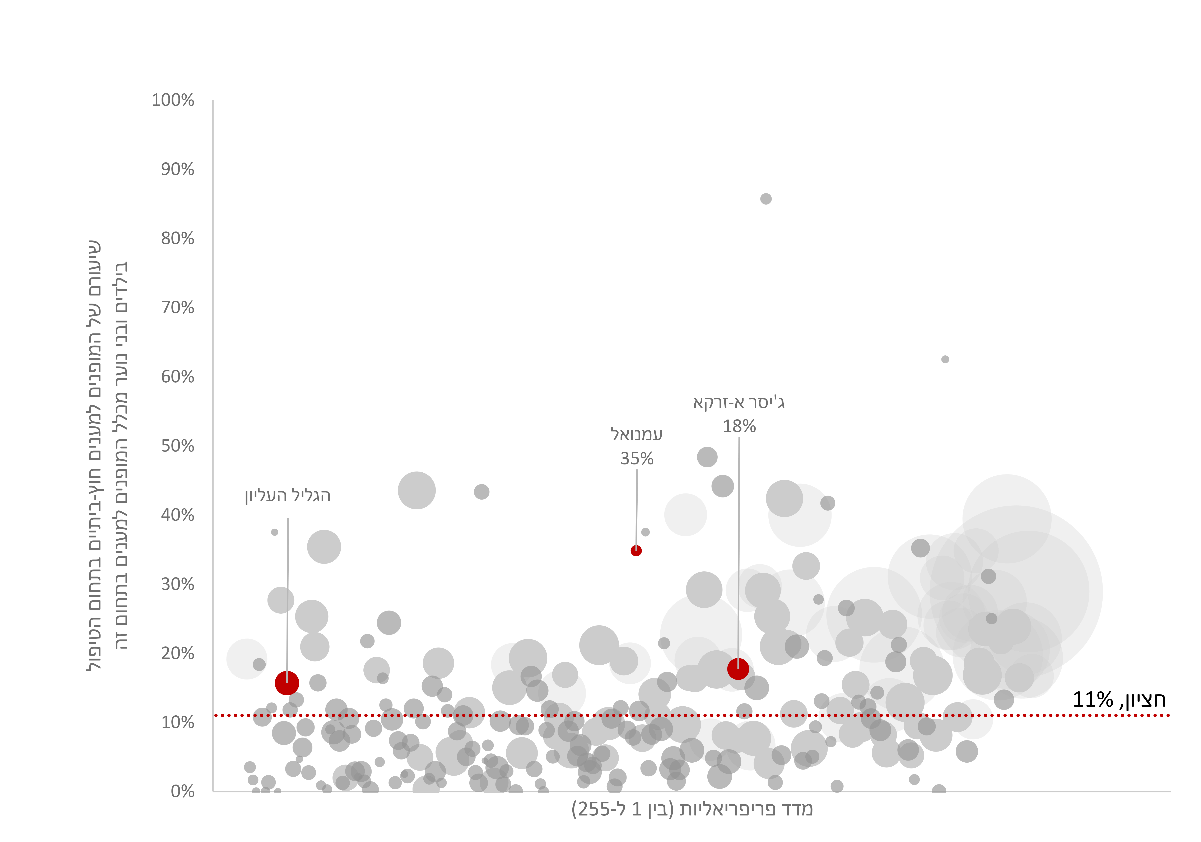 100%
90%
80%
70%
60%
50%
40%
30%
20%
10%
0%
שיעורם של המופנים למענים חוץ-ביתיים בתחום הטיפול
בילדים ובני נוער מכלל המופנים למענים בתחום זה
ג'יסר א-זרקא
18%
עמנואל
35%
הגליל העליון
חציון, 11%
מדד פריפריאליות (בין 1 ל-255)